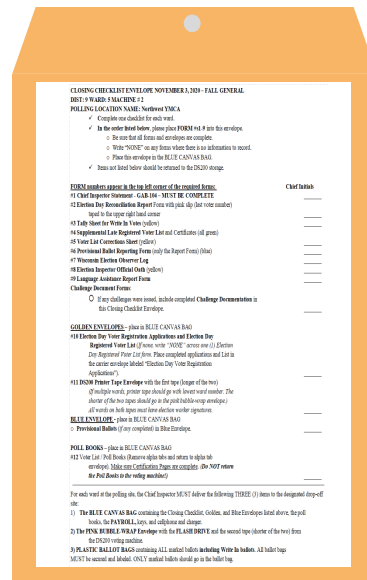 CLOSING CHECKLIST ENVELOPE NOVEMBER 3, 2020 - FALL GENERAL
DIST: 9 WARD: 5 MACHINE # 2
POLLING LOCATION NAME: Northwest YMCA
✓ Complete one checklist for each ward.
✓ In the order listed below, please place FORM #s1-9 into this envelope.
o Be sure that all forms and envelopes are complete.
o Write "NONE" on any forms where there is no information to record.
o Place this envelope in the BLUE CANVAS BAG.
✓ Items not listed below should be returned to the DS200 storage.
FORM numbers appear in the top left corner of the required forms: Chief Initials
#1 Chief Inspector Statement - GAB-104 – MUST BE COMPLETE
#2 Election Day Reconciliation Report Form with pink slip (last voter number)
taped to the upper right hand corner
#3 Tally Sheet for Write In Votes (yellow)
#4 Supplemental Late Registered Voter List and Certificates (all green)
#5 Voter List Corrections Sheet (yellow)
#6 Provisional Ballot Reporting Form (only the Report Form) (blue)
#7 Wisconsin Election Observer Log
#8 Election Inspector Official Oath (yellow)
#9 Language Assistance Report Form
Challenge Document Forms:
O If any challenges were issued, include completed Challenge Documentation in
this Closing Checklist Envelope.
GOLDEN ENVELOPES – place in BLUE CANVAS BAG
#10 Election Day Voter Registration Applications and Election Day
Registered Voter List (If none, write "NONE" across one (1) Election
Day Registered Voter List form. Place completed applications and List in
the carrier envelope labeled "Election Day Voter Registration
Applications").
#11 DS200 Printer Tape Envelope with the first tape (longer of the two)
(If multiple wards, printer tape should go with lowest ward number. The
shorter of the two tapes should go in the pink bubble-wrap envelope.)
All wards on both tapes must have election worker signatures.
BLUE ENVELOPE - place in BLUE CANVAS BAG
o Provisional Ballots (if any completed) in Blue Envelope.
POLL BOOKS – place in BLUE CANVAS BAG
#12 Voter List / Poll Books (Remove alpha tabs and return to alpha tab
envelope). Make sure Certification Pages are complete. (Do NOT return
the Poll Books to the voting machine!)
For each ward at the polling site, the Chief Inspector MUST deliver the following THREE (3) items to the designated drop-off
site:
1) The BLUE CANVAS BAG containing the Closing Checklist, Golden, and Blue Envelopes listed above, the poll
books, the PAYROLL, keys, and cellphone and charger.
2) The PINK BUBBLE-WRAP Envelope with the FLASH DRIVE and the second tape (shorter of the two) from
the DS200 voting machine.
3) PLASTIC BALLOT BAGS containing ALL marked ballots including Write In ballots. All ballot bags
MUST be secured and labeled. ONLY marked ballots should go in the ballot bag.